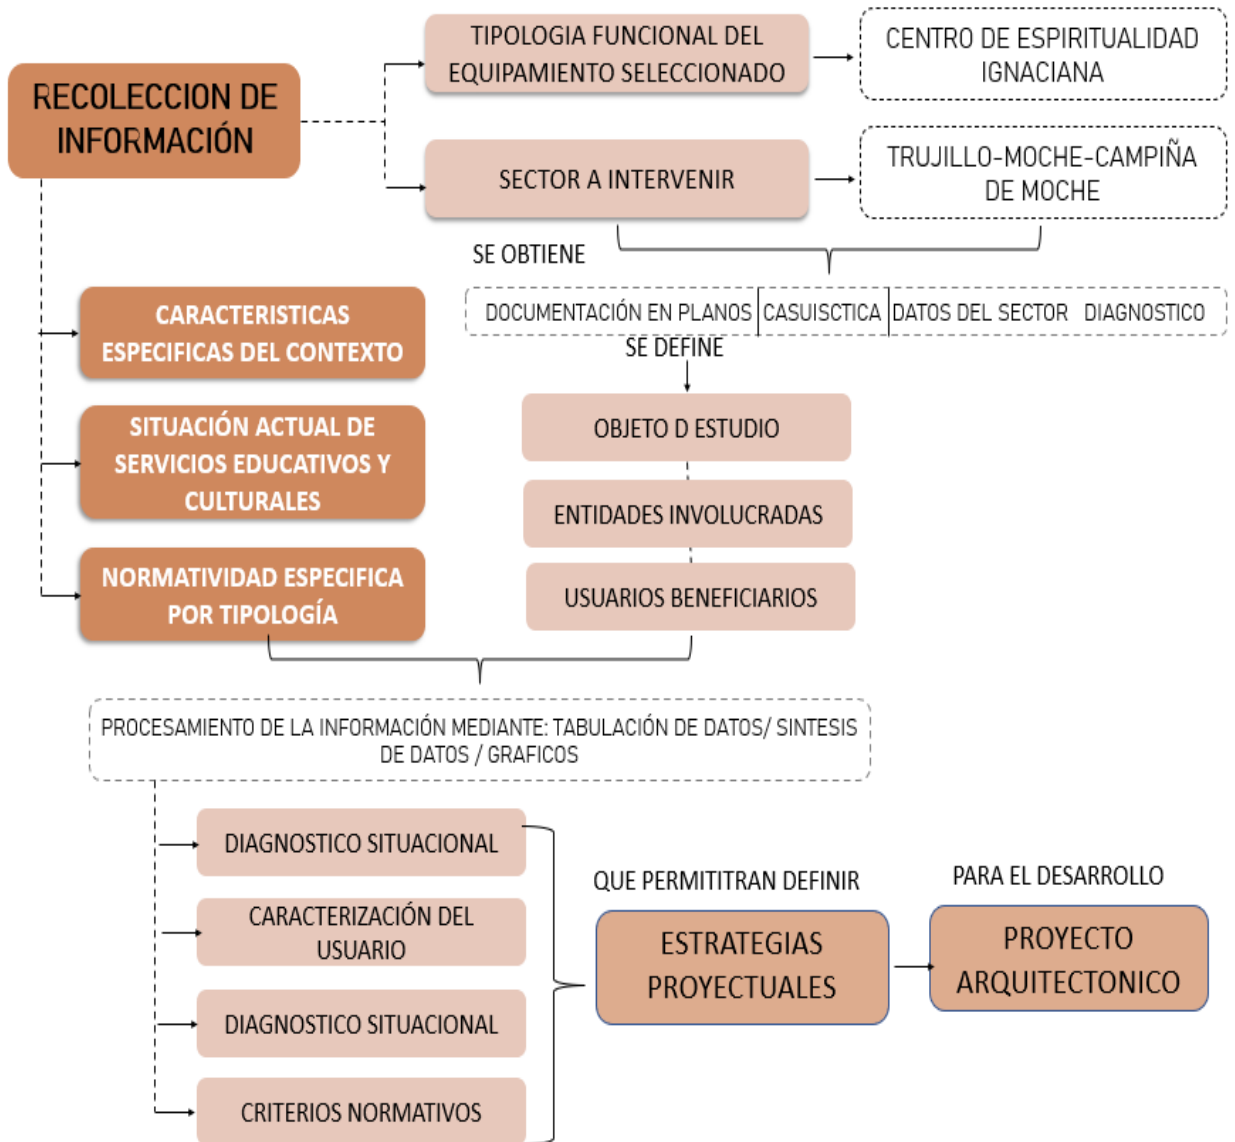 RECOLECCION DE
INFORMACIÓN
TIPOLOGIA FUNCIONAL DEL
EQUIPAMIENTO SELECCIONADO
CENTRO DE ESPIRITUALIDAD
IGNACIANA
SECTOR A INTERVENIR
TRUJILLO-MOCHE-CAMPIÑA
DE MOCHE
SE OBTIENE
DOCUMENTACIÓN EN PLANOS
CASUISCTICA
DATOS DEL SECTOR
DIAGNOSTICO
CARACTERISTICAS
ESPECIFICAS DEL CONTEXTO
SITUACIÓN ACTUAL DE
SERVICIOS EDUCATIVOS Y
CULTURALES
NORMATIVIDAD ESPECIFICA
POR TIPOLOGÍA
SE DEFINE
OBJETO D ESTUDIO
ENTIDADES INVOLUCRADAS
USUARIOS BENEFICIARIOS
PROCESAMIENTO DE LA INFORMACIÓN MEDIANTE: TABULACIÓN DE DATOS/ SINTESIS
DE DATOS / GRAFICOS
DIAGNOSTICO SITUACIONAL
CARACTERIZACIÓN DEL
USUARIO
DIAGNOSTICO SITUACIONAL
CRITERIOS NORMATIVOS
QUE PERMITITRAN DEFINIR
ESTRATEGIAS
PROYECTUALES
PARA EL DESARROLLO
PROYECTO
ARQUITECTONICO